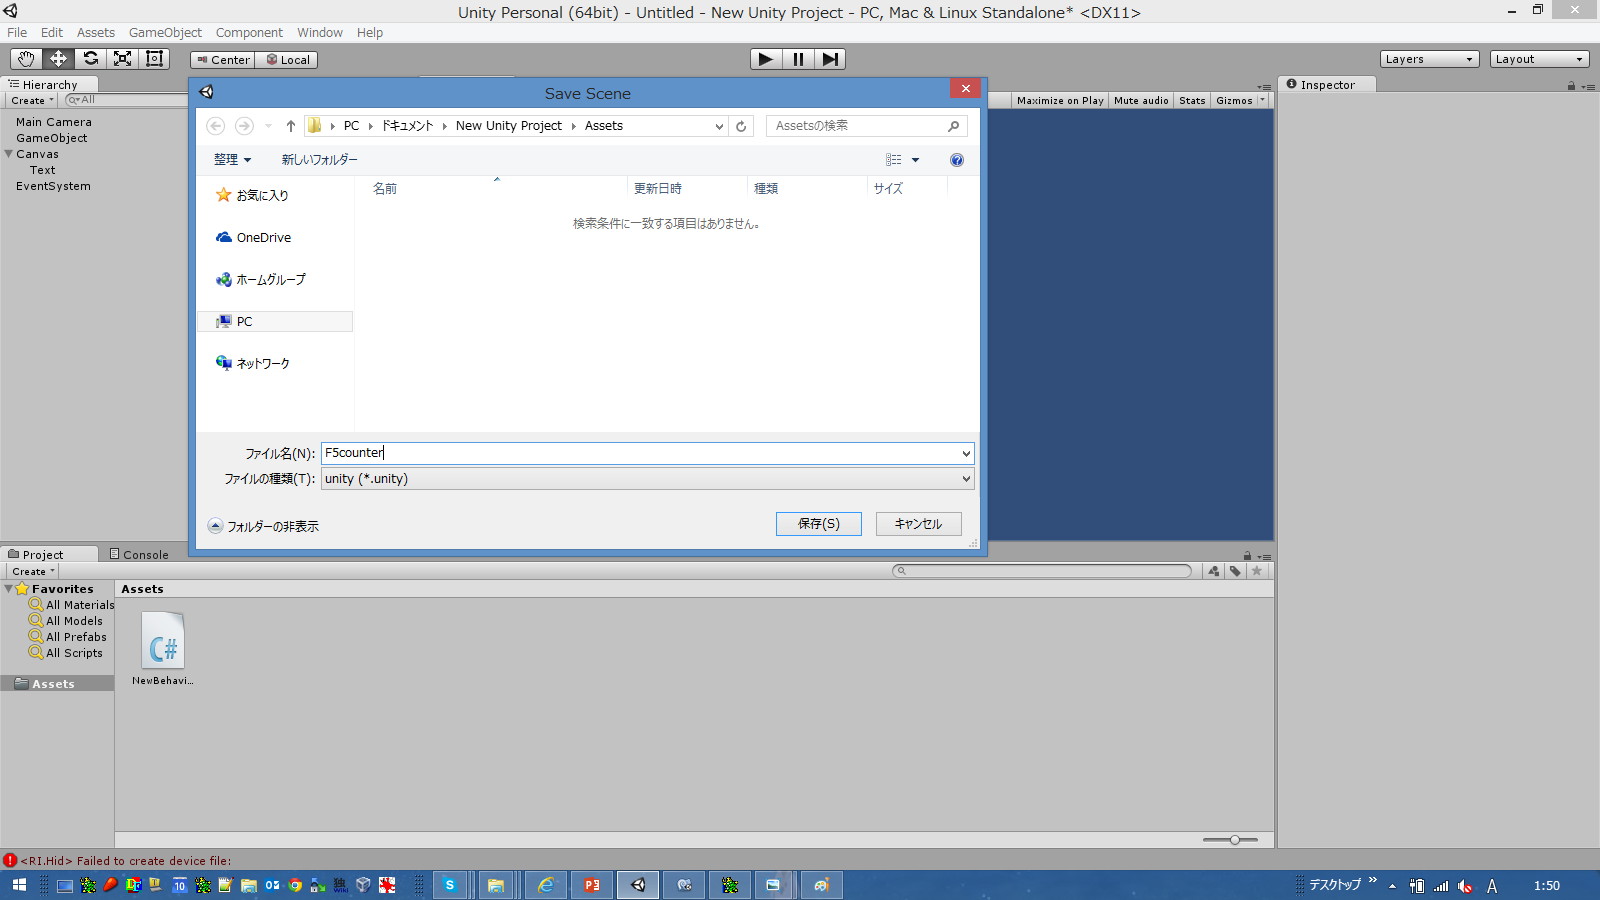 Unity Personal (64bit) - Untitled - New Unity Project - PC, Mac & Linux Standalone* <DX11>
File Edit Assets GameObject Component Window Help
Center Local Layers Layout
Hierarchy
Create All
Main Camera
GameObject
Canvas
Text
EventSystem
Save Scene
PC ドキュメント New Unity Project Assets Assetsの検索
整理 新しいフォルダー
お気に入り
OneDrive
ホームグループ
PC
ネットワーク
名前 更新日時 種類 サイズ
検索条件に一致する項目はありません。
ファイル名(N): F5counter
ファイルの種類(T): unity (*.unity)
フォルダーの非表示 保存(S) キャンセル
Maximize on Play Mute audio Stats Gizmos
Inspector
Project Console
Create
Favorites
All Materials
All Models
All Prefabs
All Scripts
Assets
Assets
C#
NewBehavi...
<RI.Hid> Failed to create device file:
デスクトップ A 1:50